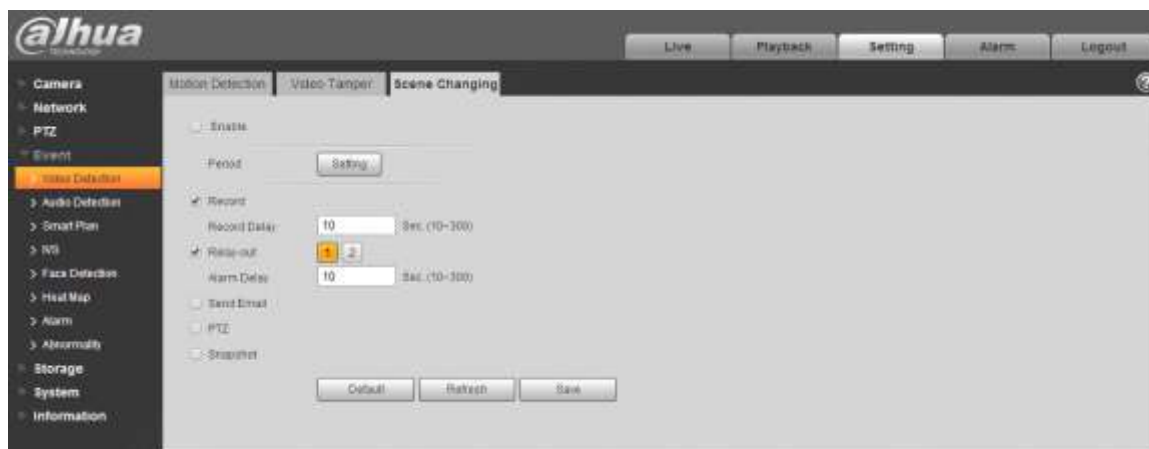 alhua
TECHNOLOGY
Live
Playback
Setting
Alarm
Logout
Camera
Network
PTZ
Event
Video Detection
Audio Detection
Smart Plan
IVS
Face Detection
Heat Map
Alarm
Abnormality
Storage
System
Information
Motion Detection
Video Tamper
Scene Changing
?
Enable
Period
Setting
Record
Record Delay
10
Sec. (10~300)
Relay-out
1
2
Alarm Delay
10
Sec. (10~300)
Send Email
PTZ
Snapshot
Default
Refresh
Save